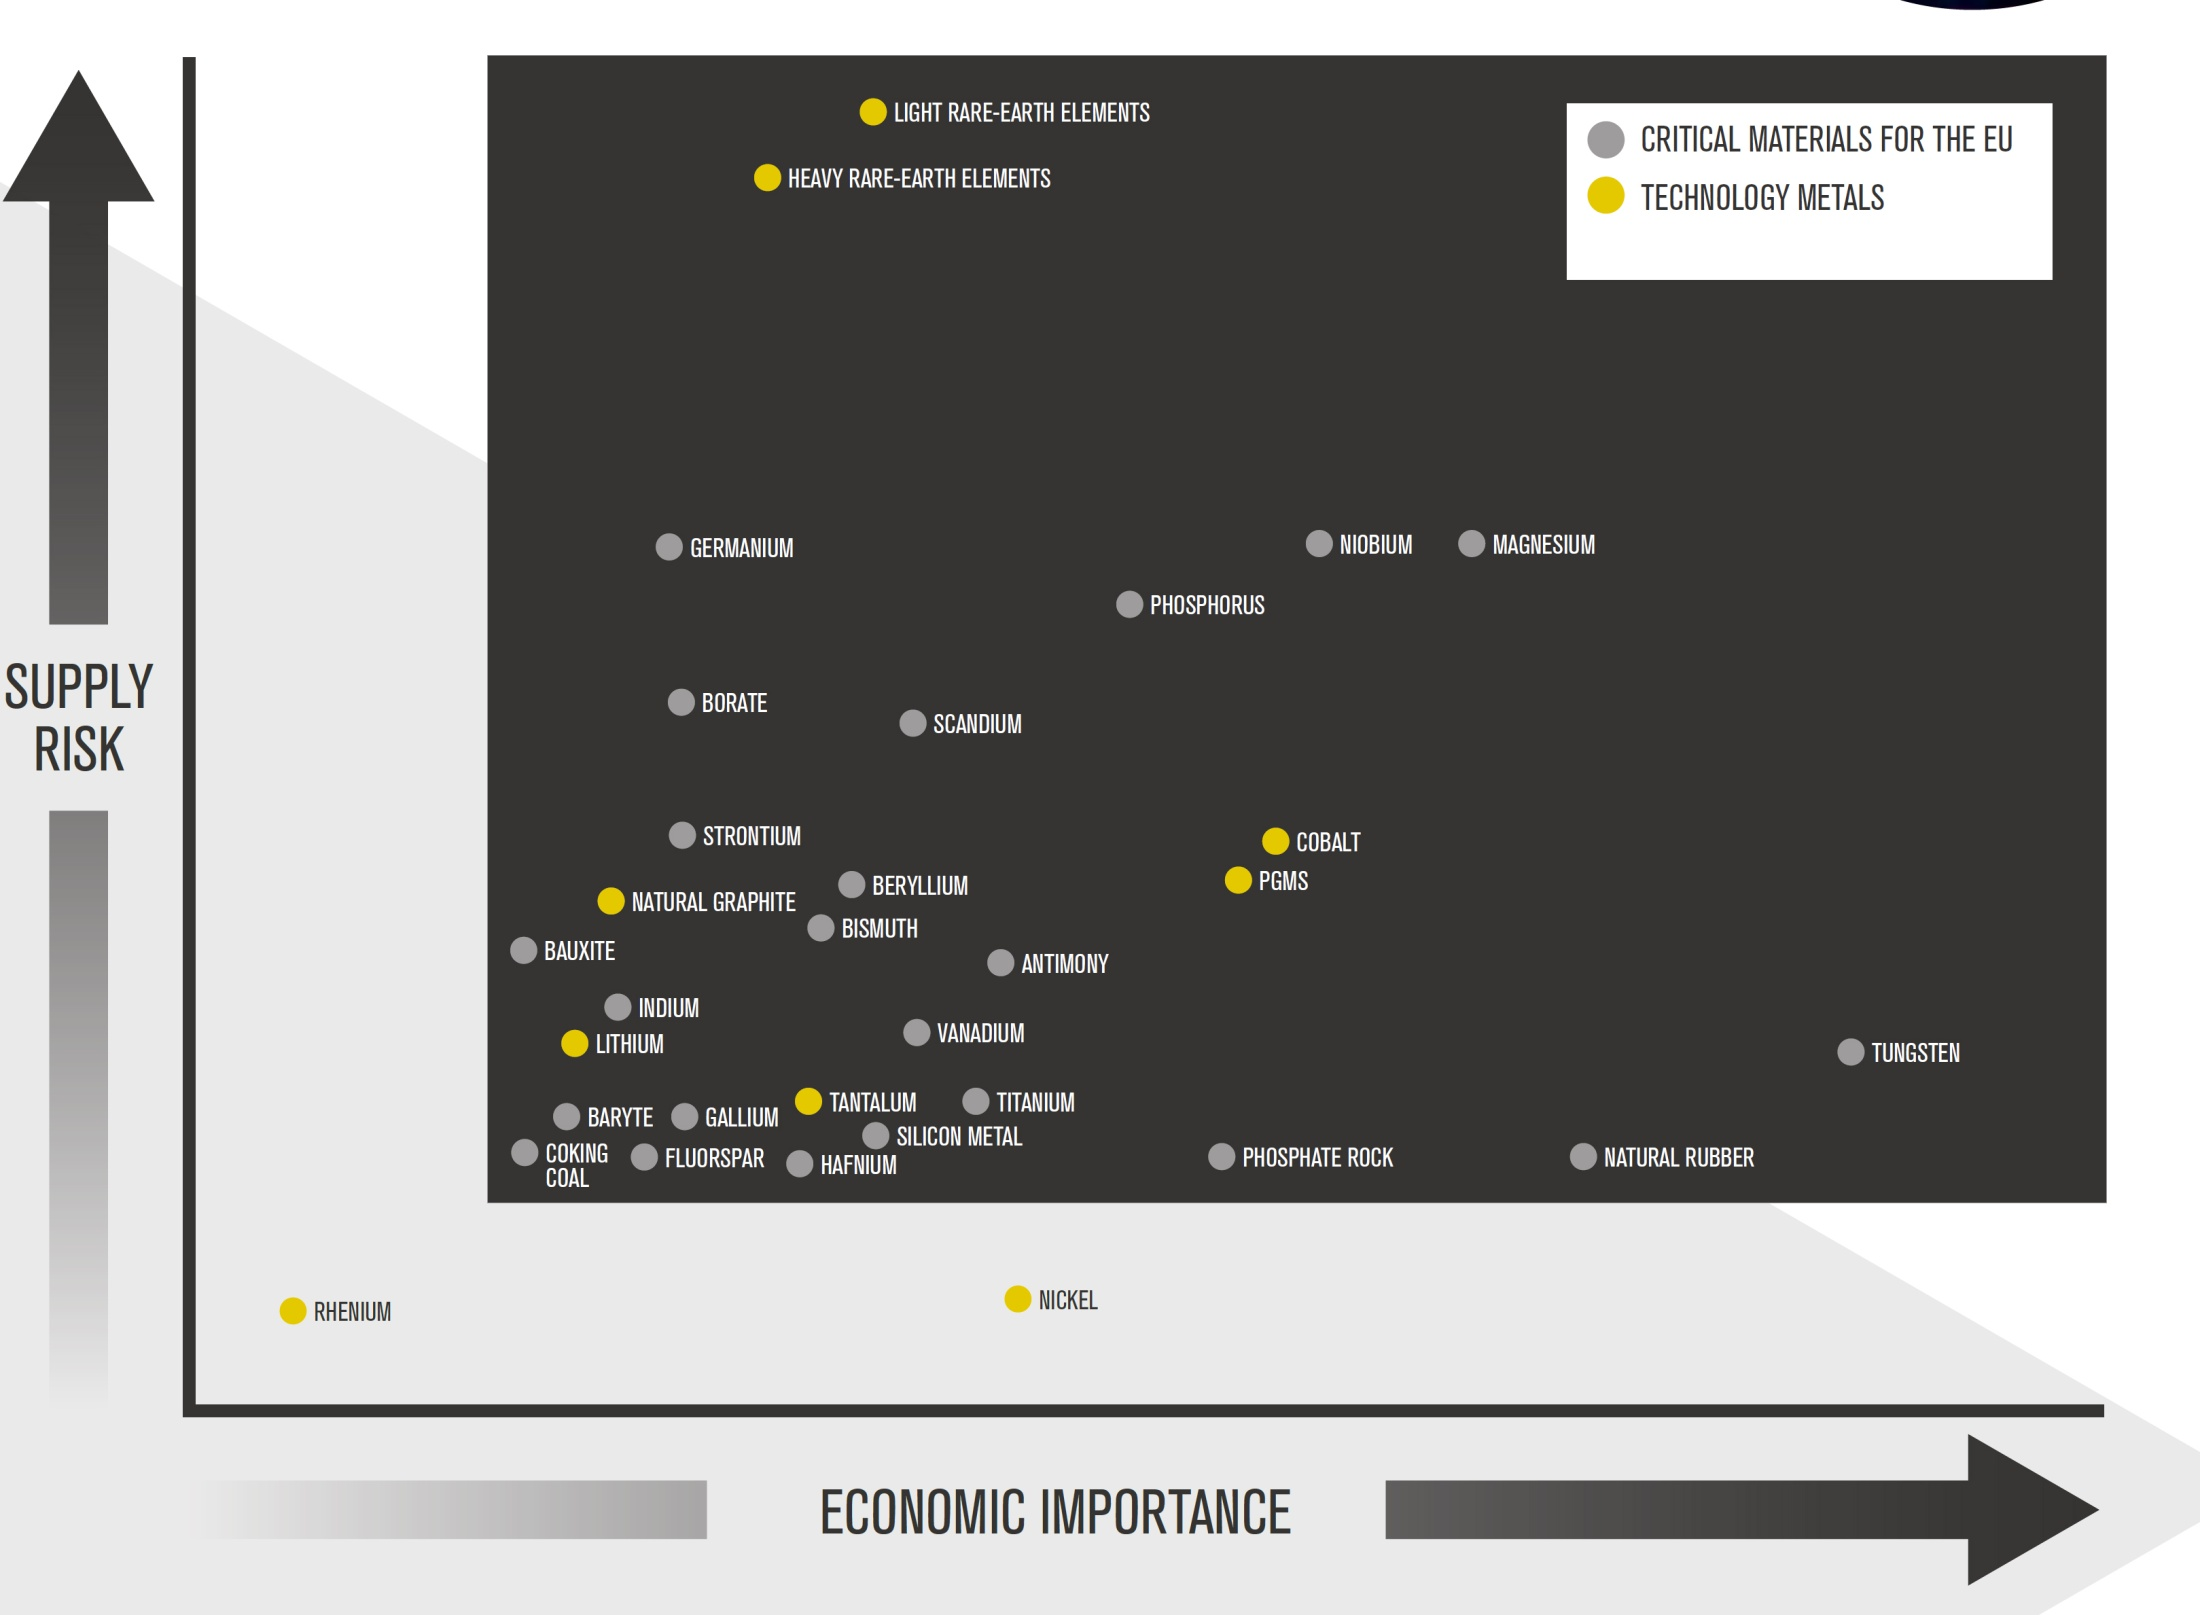 LIGHT RARE-EARTH ELEMENTS
CRITICAL MATERIALS FOR THE EU
HEAVY RARE-EARTH ELEMENTS
TECHNOLOGY METALS
GERMANIUM
NIOBIUM
MAGNESIUM
PHOSPHORUS
SUPPLY
RISK
BORATE
SCANDIUM
STRONTIUM
COBALT
BERYLLIUM
PGMS
NATURAL GRAPHITE
BISMUTH
BAUXITE
ANTIMONY
INDIUM
VANADIUM
LITHIUM
TUNGSTEN
TANTALUM
TITANIUM
BARYTE
GALLIUM
SILICON METAL
COKING
COAL
FLUORSPAR
HAFNIUM
PHOSPHATE ROCK
NATURAL RUBBER
RHENIUM
NICKEL
ECONOMIC IMPORTANCE